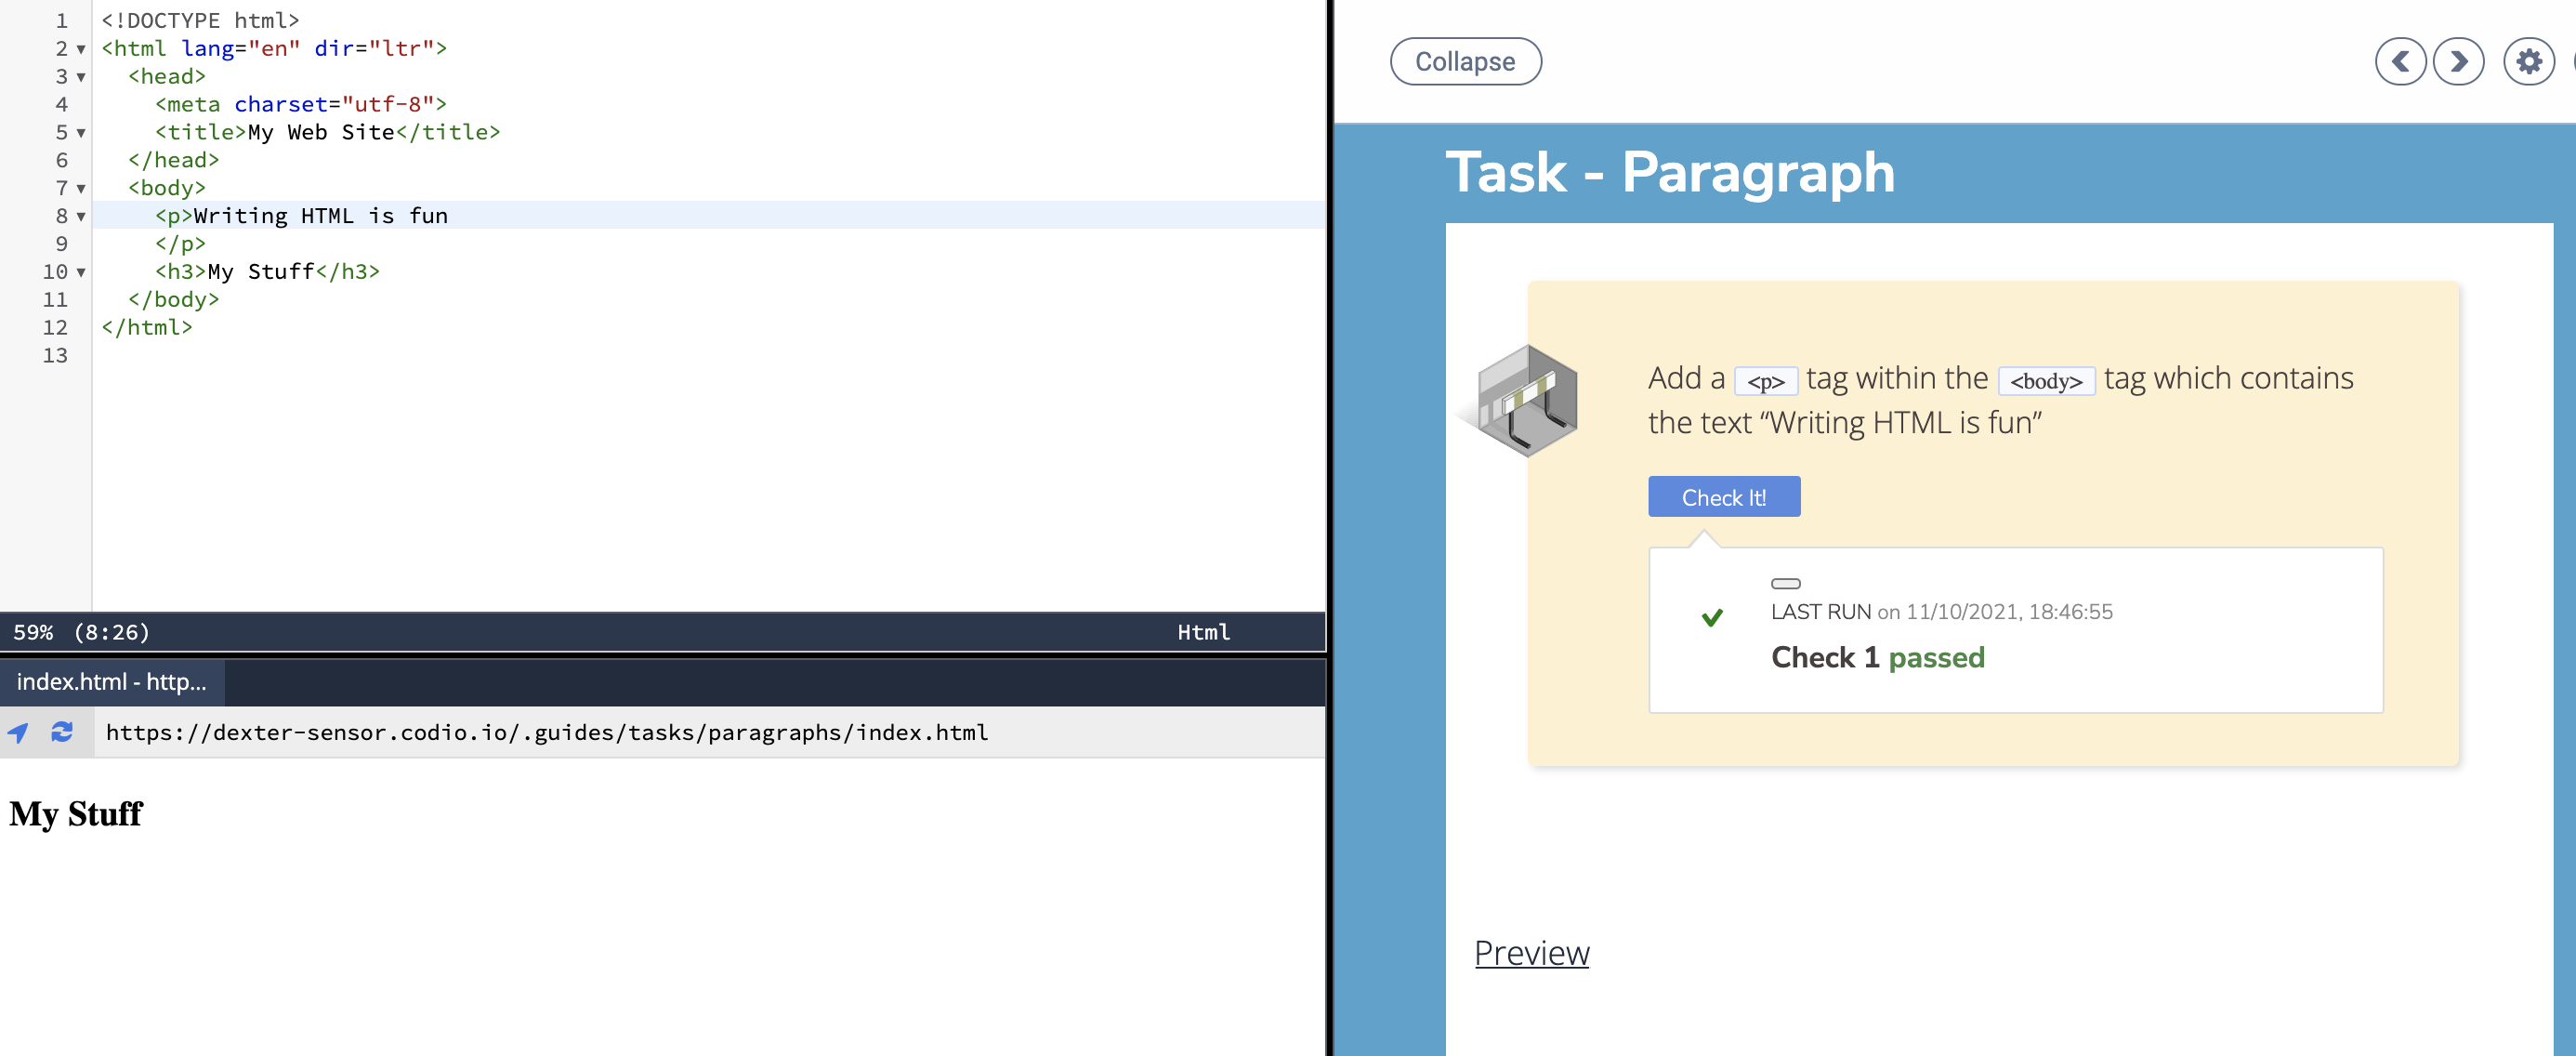 1 <!DOCTYPE html>
2 <html lang="en" dir="ltr">
3 <head>
4 <meta charset="utf-8">
5 <title>My Web Site</title>
6 </head>
7 <body>
8 <p>Writing HTML is fun
9 </p>
10 <h3>My Stuff</h3>
11 </body>
12 </html>
13
59% (8:26) Html
index.html - http...
https://dexter-sensor.codio.io/.guides/tasks/paragraphs/index.html
My Stuff
Collapse
Task - Paragraph
Add a <p> tag within the <body> tag which contains
the text “Writing HTML is fun”
Check It!
LAST RUN on 11/10/2021, 18:46:55
Check 1 passed
Preview